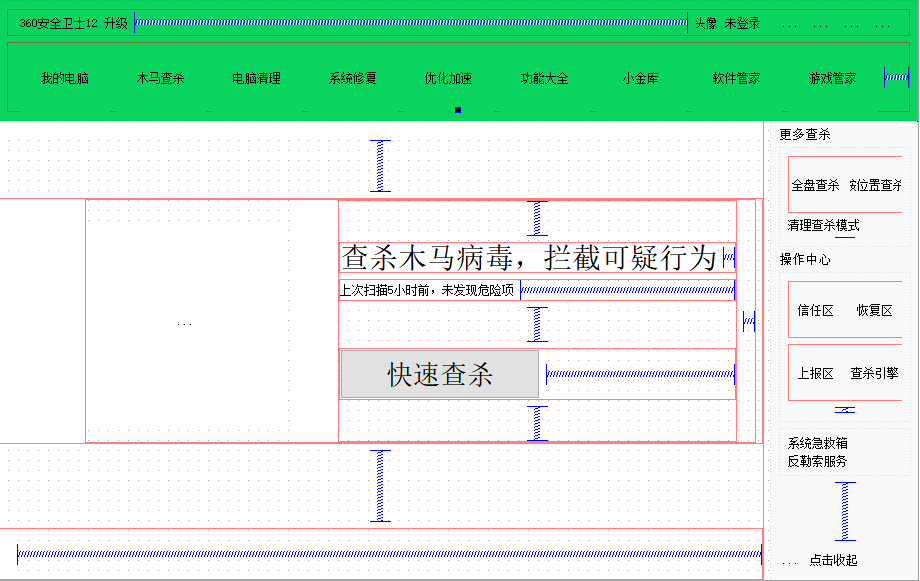 360安全卫士12 升级 头像 未登录 ... ... ... ...
我的电脑 木马查杀 电脑清理 系统修复 优化加速 功能大全 小金库 软件管家 游戏管家
更多查杀
全盘查杀 位置查杀
清理查杀模式
操作中心
查杀木马病毒，拦截可疑行为
上次扫描5小时前，未发现危险项
...
快速查杀
信任区 恢复区
上报区 查杀引擎
系统急救箱
反勒索服务
... 点击收起